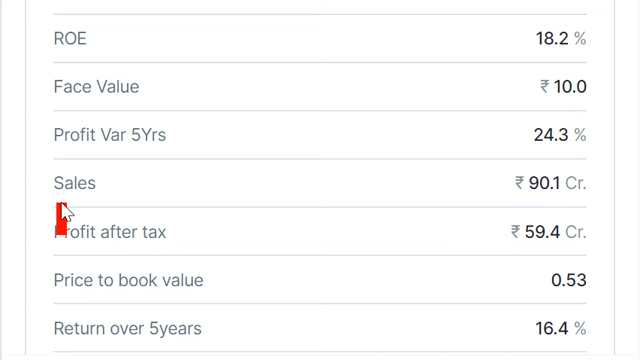 ROE 18.2 %
Face Value ₹ 10.0
Profit Var 5Yrs 24.3 %
Sales ₹ 90.1 Cr.
Profit after tax ₹ 59.4 Cr.
Price to book value 0.53
Return over 5years 16.4 %